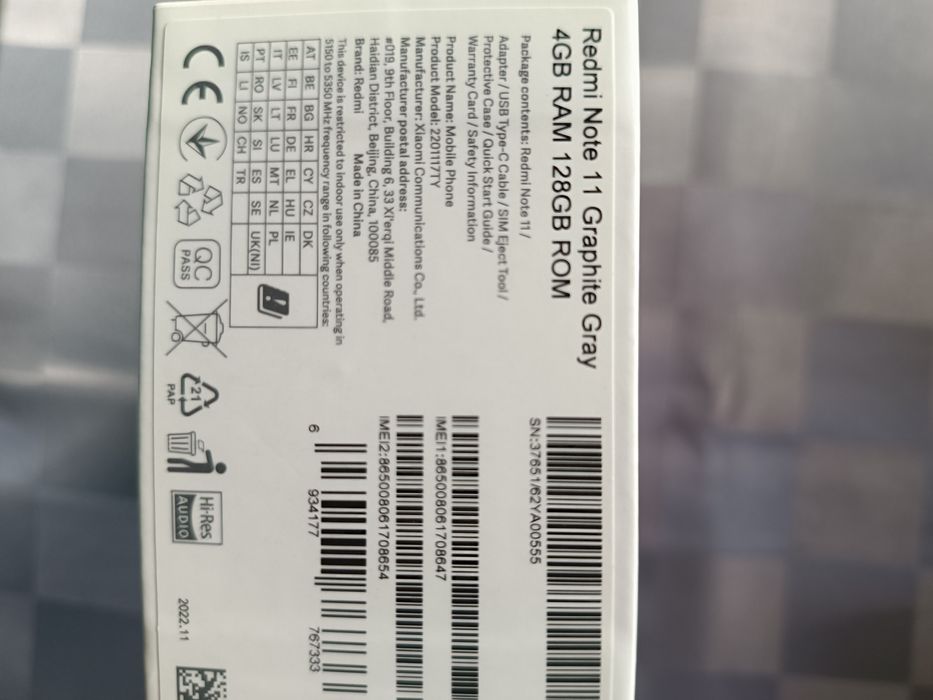 Redmi Note 11 Graphite Gray
4GB RAM 128GB ROM
Package contents: Redmi Note 11 /
Adapter / USB Type-C Cable / SIM Eject Tool /
Protective Case / Quick Start Guide /
Warranty Card / Safety Information
Product Name: Mobile Phone
Product Model: 2201117TY
Manufacturer: Xiaomi Communications Co., Ltd.
Manufacturer postal address:
#019, 9th Floor, Building 6, 33 Xi'erqi Middle Road,
Haidian District, Beijing, China, 100085
Brand: Redmi Made in China
This device is restricted to indoor use only when operating in
5150 to 5350 MHz frequency range in following countries:
AT BE BG HR CY CZ DK
EE FI FR DE EL HU IE
IT LV LT LU MT NL PL
PT RO SK SI ES SE UK(NI)
IS LI NO CH TR
CE
QC
PASS
21
PAP
Hi-Res
AUDIO
2022.11
SN:37651/62YA00555
IMEI1:865008061708647
IMEI2:865008061708654
6 934177 767333